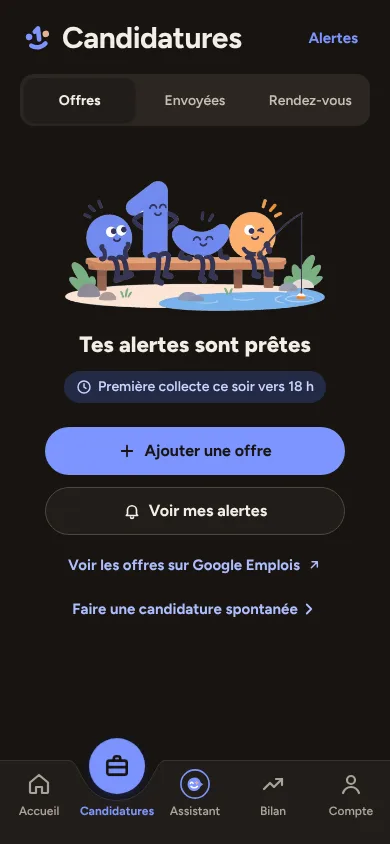 Candidatures
Alertes
Offres
Envoyées
Rendez-vous
Tes alertes sont prêtes
Première collecte ce soir vers 18 h
Ajouter une offre
Voir mes alertes
Voir les offres sur Google Emplois
Faire une candidature spontanée
Accueil
Candidatures
Assistant
Bilan
Compte